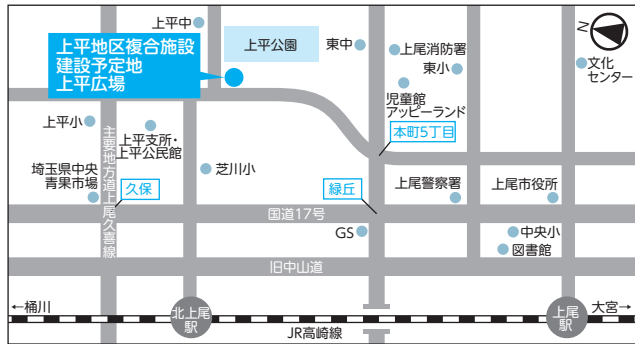 上平中
上平地区複合施設
建設予定地
上平広場
上平公園
東中
上尾消防署
東小
児童館
アッピーランド
N
文化
センター
上平小
上平支所・
上平公民館
本町5丁目
埼玉県中央
青果市場
主要地方道上尾久喜線
久保
芝川小
緑丘
上尾警察署
上尾市役所
国道17号
GS
中央小
図書館
旧中山道
←桶川
北上尾
駅
JR高崎線
上尾
駅
大宮→